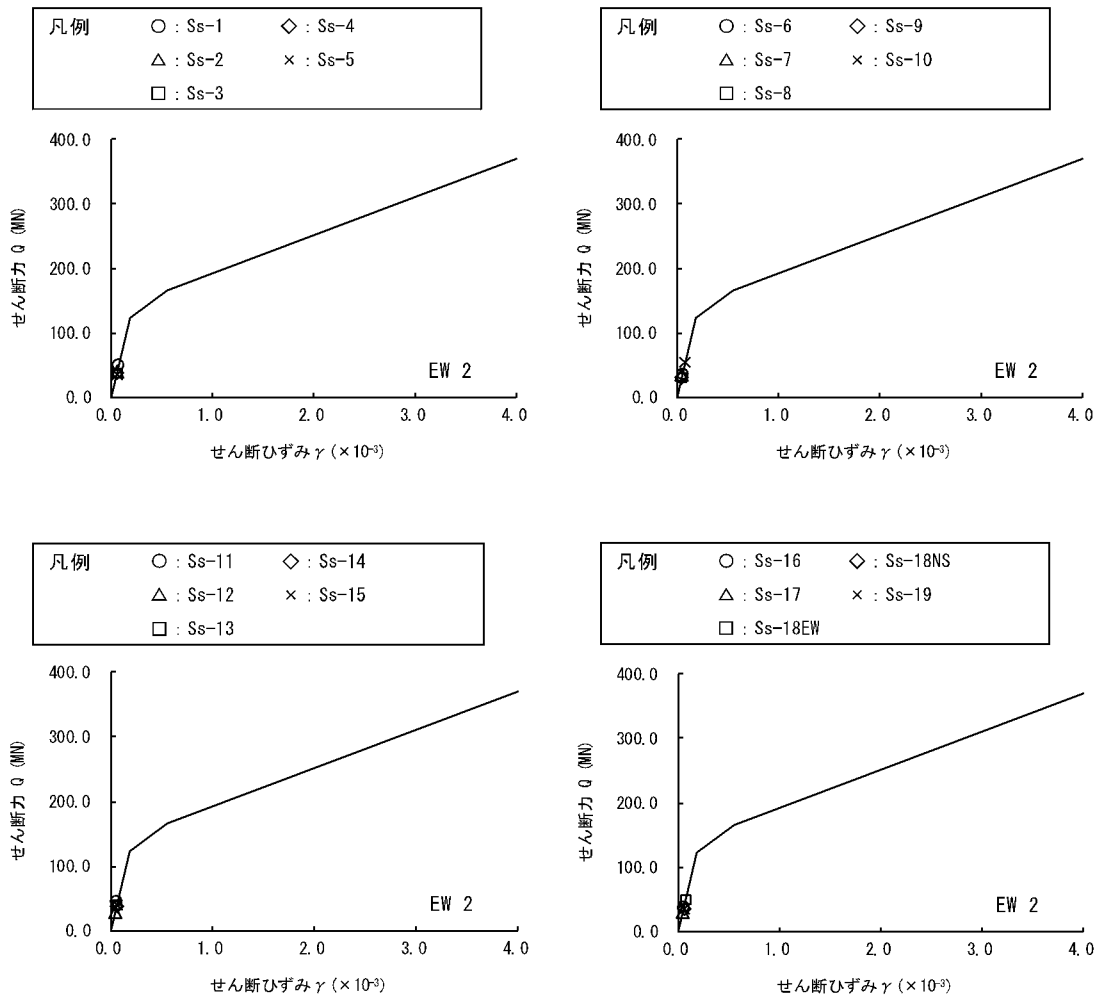 凡例 ○ : Ss-1 ◇ : Ss-4
△ : Ss-2 × : Ss-5
□ : Ss-3
400.0
300.0
200.0
100.0
0.0
せん断力 Q (MN)
EW 2
0.0 1.0 2.0 3.0 4.0
せん断ひずみ γ (×10⁻³)
凡例 ○ : Ss-6 ◇ : Ss-9
△ : Ss-7 × : Ss-10
□ : Ss-8
400.0
300.0
200.0
100.0
0.0
せん断力 Q (MN)
EW 2
0.0 1.0 2.0 3.0 4.0
せん断ひずみ γ (×10⁻³)
凡例 ○ : Ss-11 ◇ : Ss-14
△ : Ss-12 × : Ss-15
□ : Ss-13
400.0
300.0
200.0
100.0
0.0
せん断力 Q (MN)
EW 2
0.0 1.0 2.0 3.0 4.0
せん断ひずみ γ (×10⁻³)
凡例 ○ : Ss-16 ◇ : Ss-18NS
△ : Ss-17 × : Ss-19
□ : Ss-18EW
400.0
300.0
200.0
100.0
0.0
せん断力 Q (MN)
EW 2
0.0 1.0 2.0 3.0 4.0
せん断ひずみ γ (×10⁻³)